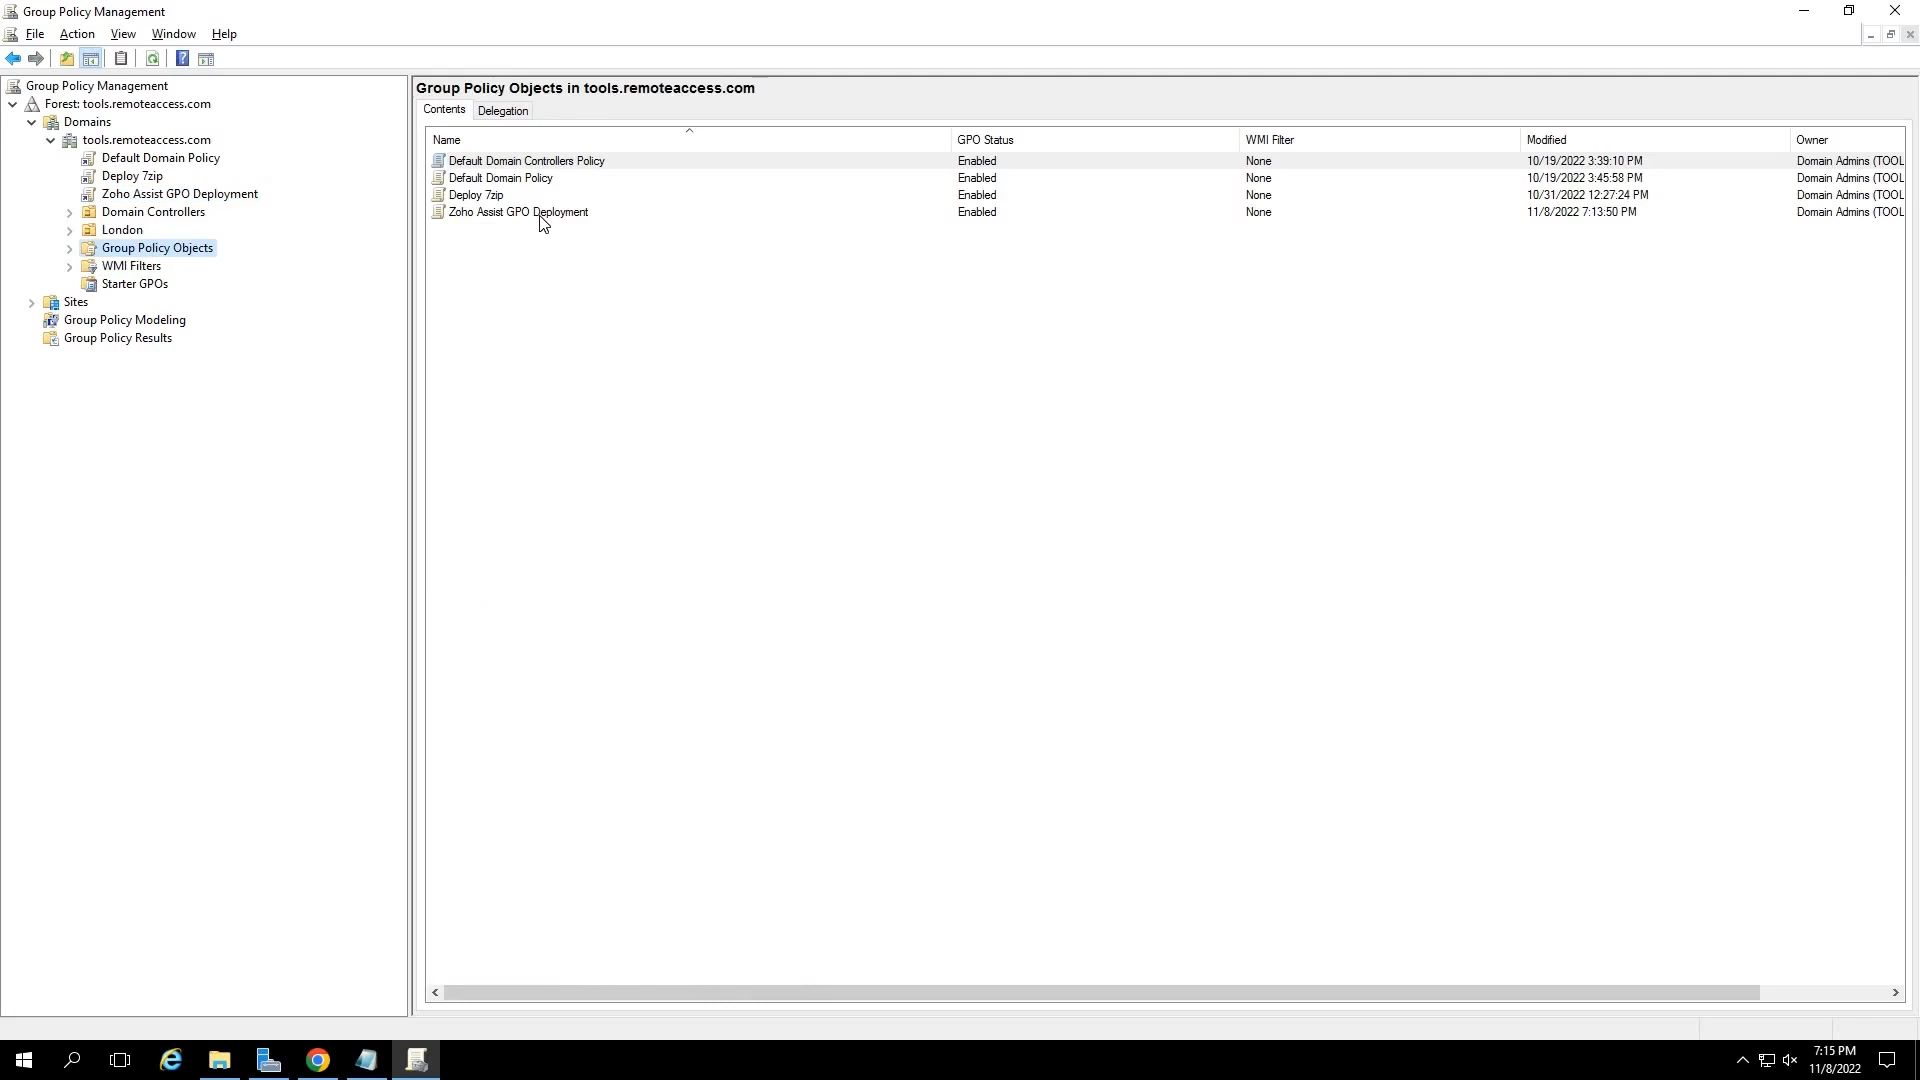 Group Policy Management
File Action View Window Help
Group Policy Management
Forest: tools.remoteaccess.com
Domains
tools.remoteaccess.com
Default Domain Policy
Deploy 7zip
Zoho Assist GPO Deployment
Domain Controllers
London
Group Policy Objects
WMI Filters
Starter GPOs
Sites
Group Policy Modeling
Group Policy Results
Group Policy Objects in tools.remoteaccess.com
Contents Delegation
Name GPO Status WMI Filter Modified Owner
Default Domain Controllers Policy Enabled None 10/19/2022 3:39:10 PM Domain Admins (TOOL
Default Domain Policy Enabled None 10/19/2022 3:45:58 PM Domain Admins (TOOL
Deploy 7zip Enabled None 10/31/2022 12:27:24 PM Domain Admins (TOOL
Zoho Assist GPO Deployment Enabled None 11/8/2022 7:13:50 PM Domain Admins (TOOL
7:15 PM
11/8/2022